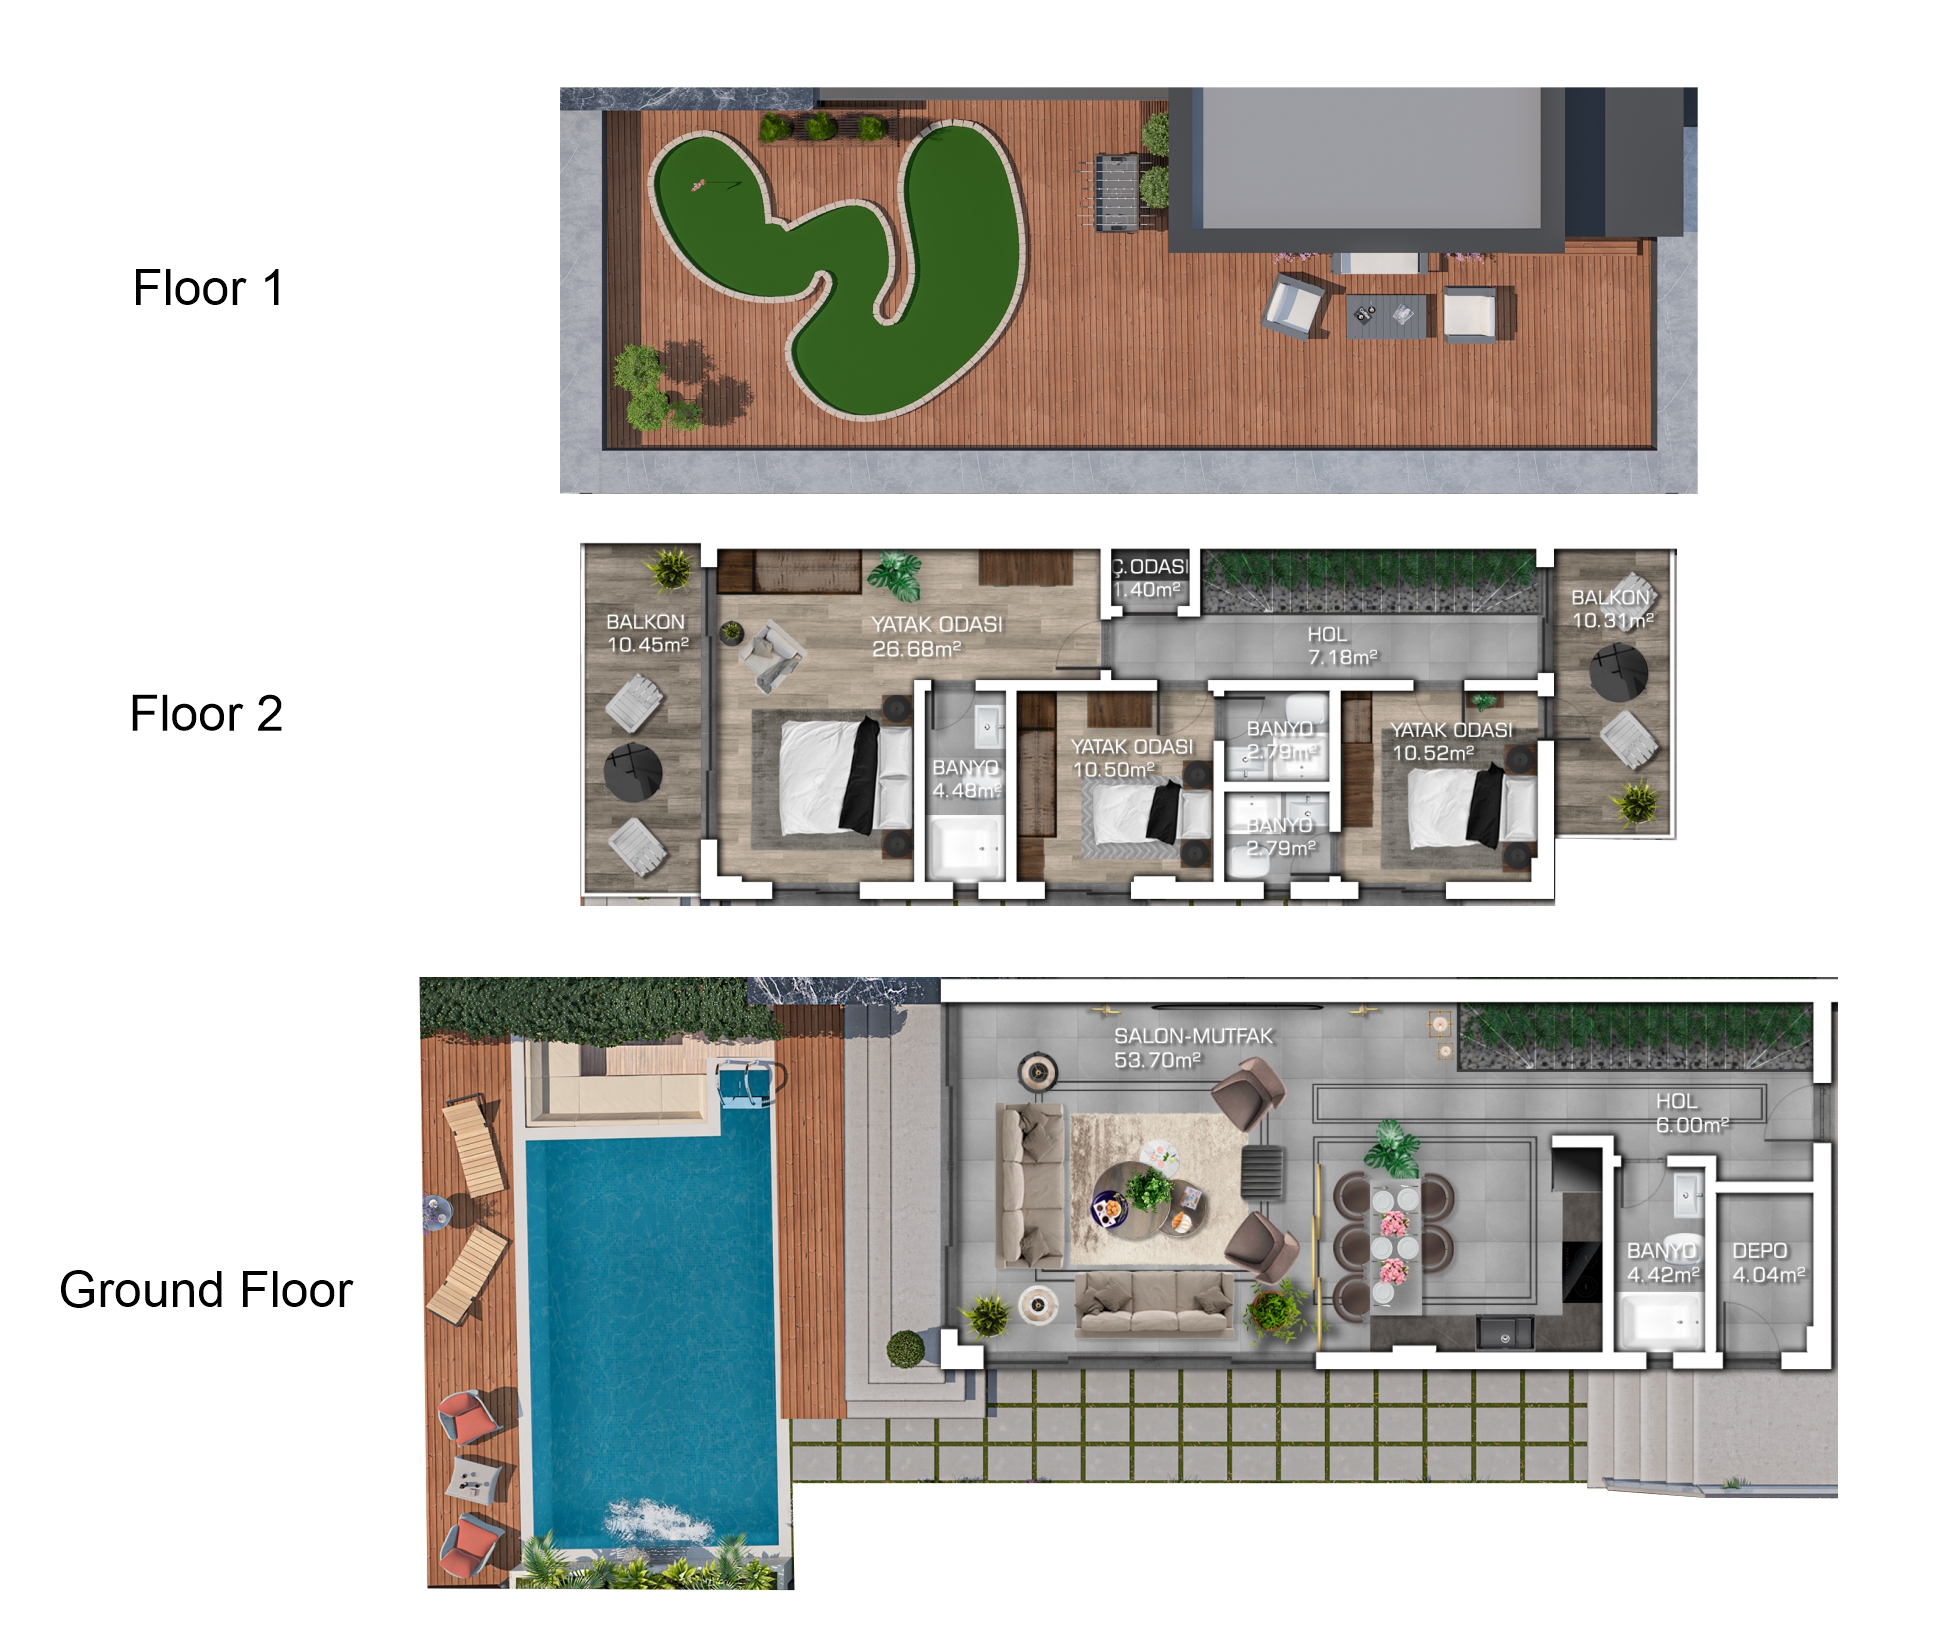 Floor 1
Floor 2
BALKON
10.45m²
YATAK ODASI
26.68m²
Ç.ODASI
1.40m²
HOL
7.18m²
BALKON
10.31m²
BANYO
4.48m²
YATAK ODASI
10.50m²
BANYO
2.79m²
BANYO
2.79m²
YATAK ODASI
10.52m²
Ground Floor
SALON-MUTFAK
53.70m²
HOL
6.00m²
BANYO
4.42m²
DEPO
4.04m²